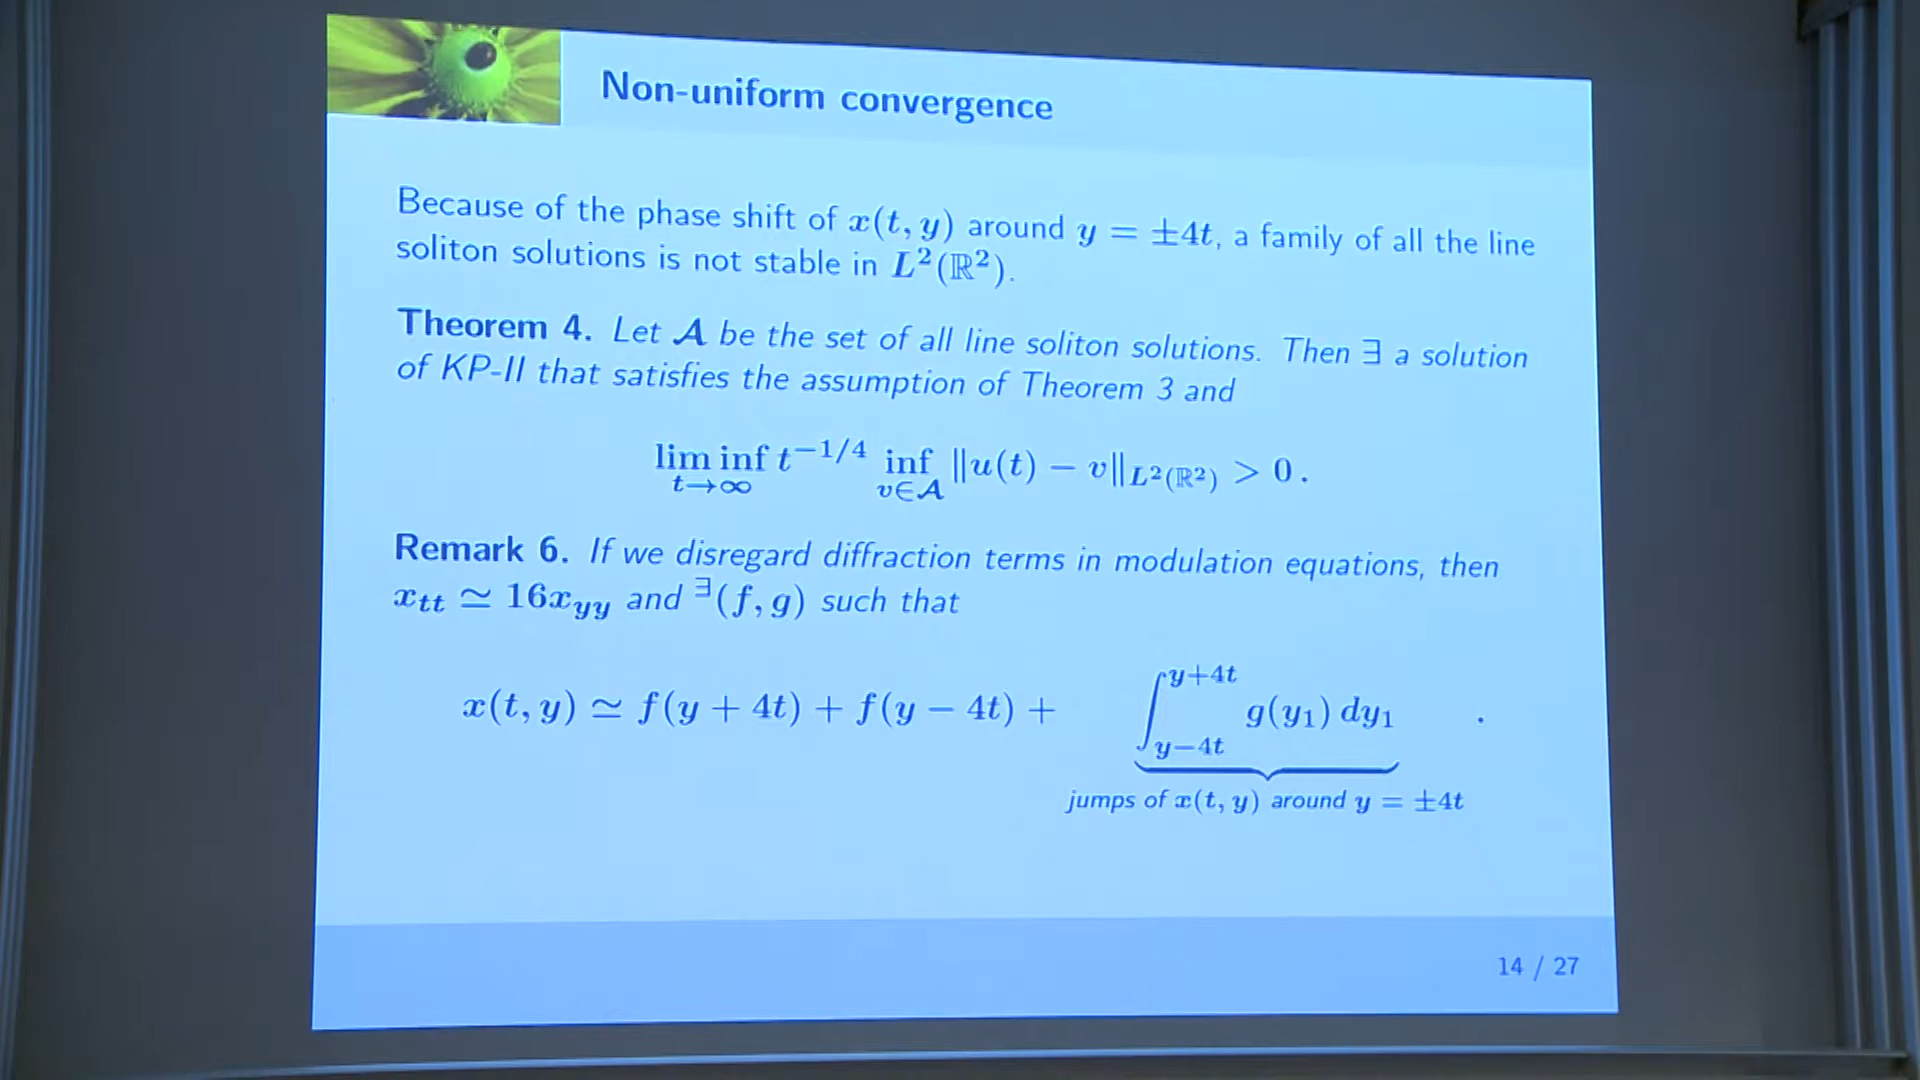 Non-uniform convergence
Because of the phase shift of x(t, y) around y = ±4t, a family of all the line
soliton solutions is not stable in L²(ℝ²).
Theorem 4. Let 𝒜 be the set of all line soliton solutions. Then ∃ a solution
of KP-II that satisfies the assumption of Theorem 3 and
lim inf_{t→∞} t^{−1/4} inf_{v∈𝒜} ‖u(t) − v‖_{L²(ℝ²)} > 0.
Remark 6. If we disregard diffraction terms in modulation equations, then
x_{tt} ≃ 16x_{yy} and ^∃(f, g) such that
x(t, y) ≃ f(y + 4t) + f(y − 4t) + ∫_{y−4t}^{y+4t} g(y₁) dy₁ .
jumps of x(t, y) around y = ±4t
14 / 27